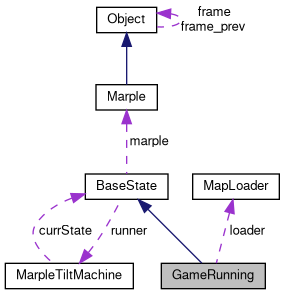 Object
frame
frame_prev
Marple
marple
BaseState
MapLoader
currState
runner
loader
MarpleTiltMachine
GameRunning